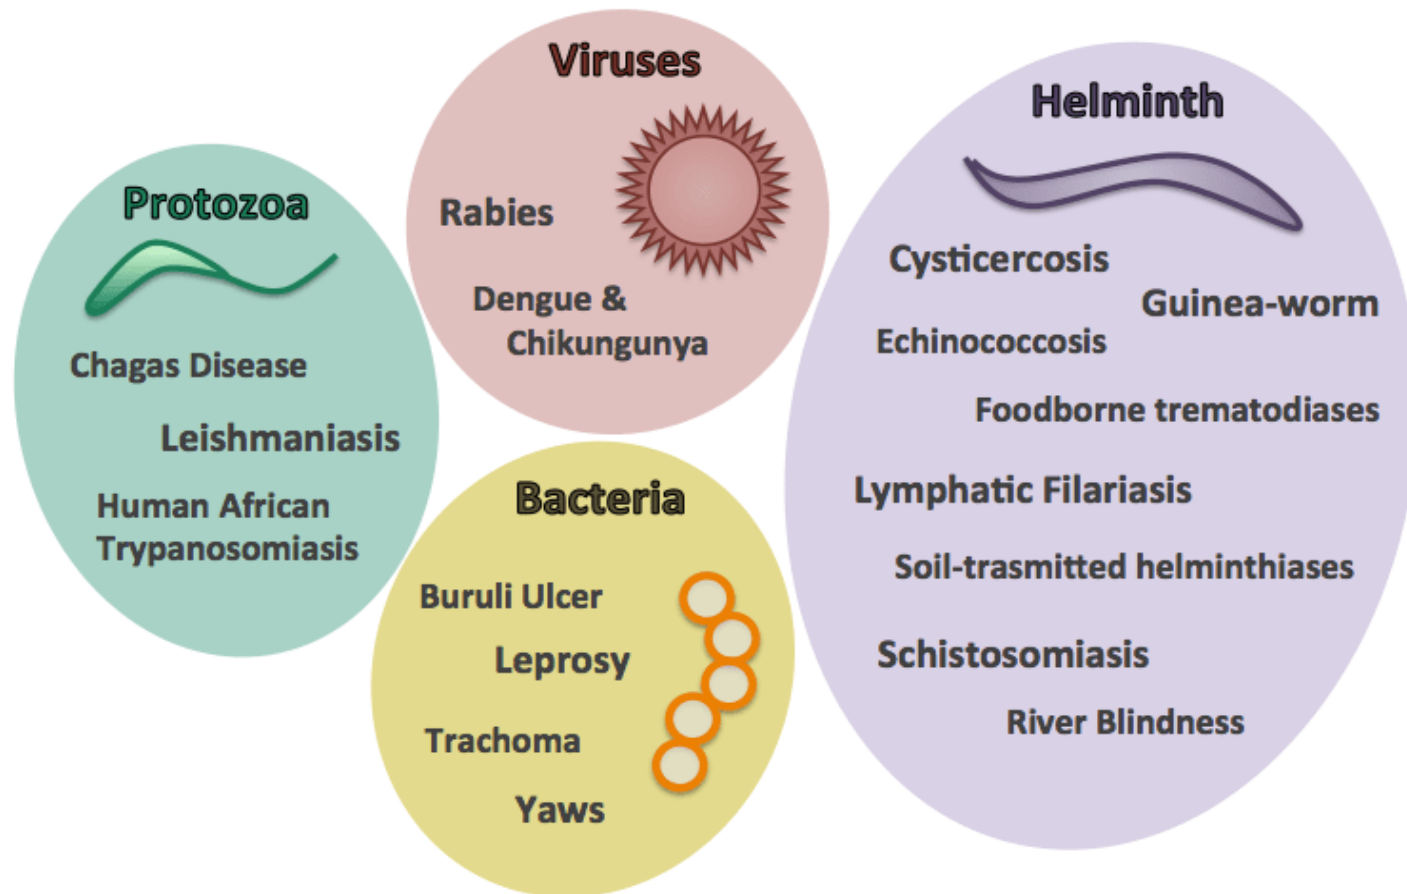 Viruses
Rabies
Dengue &
Chikungunya
Protozoa
Chagas Disease
Leishmaniasis
Human African
Trypanosomiasis
Bacteria
Buruli Ulcer
Leprosy
Trachoma
Yaws
Helminth
Cysticercosis
Guinea-worm
Echinococcosis
Foodborne trematodiases
Lymphatic Filariasis
Soil-trasmitted helminthiases
Schistosomiasis
River Blindness